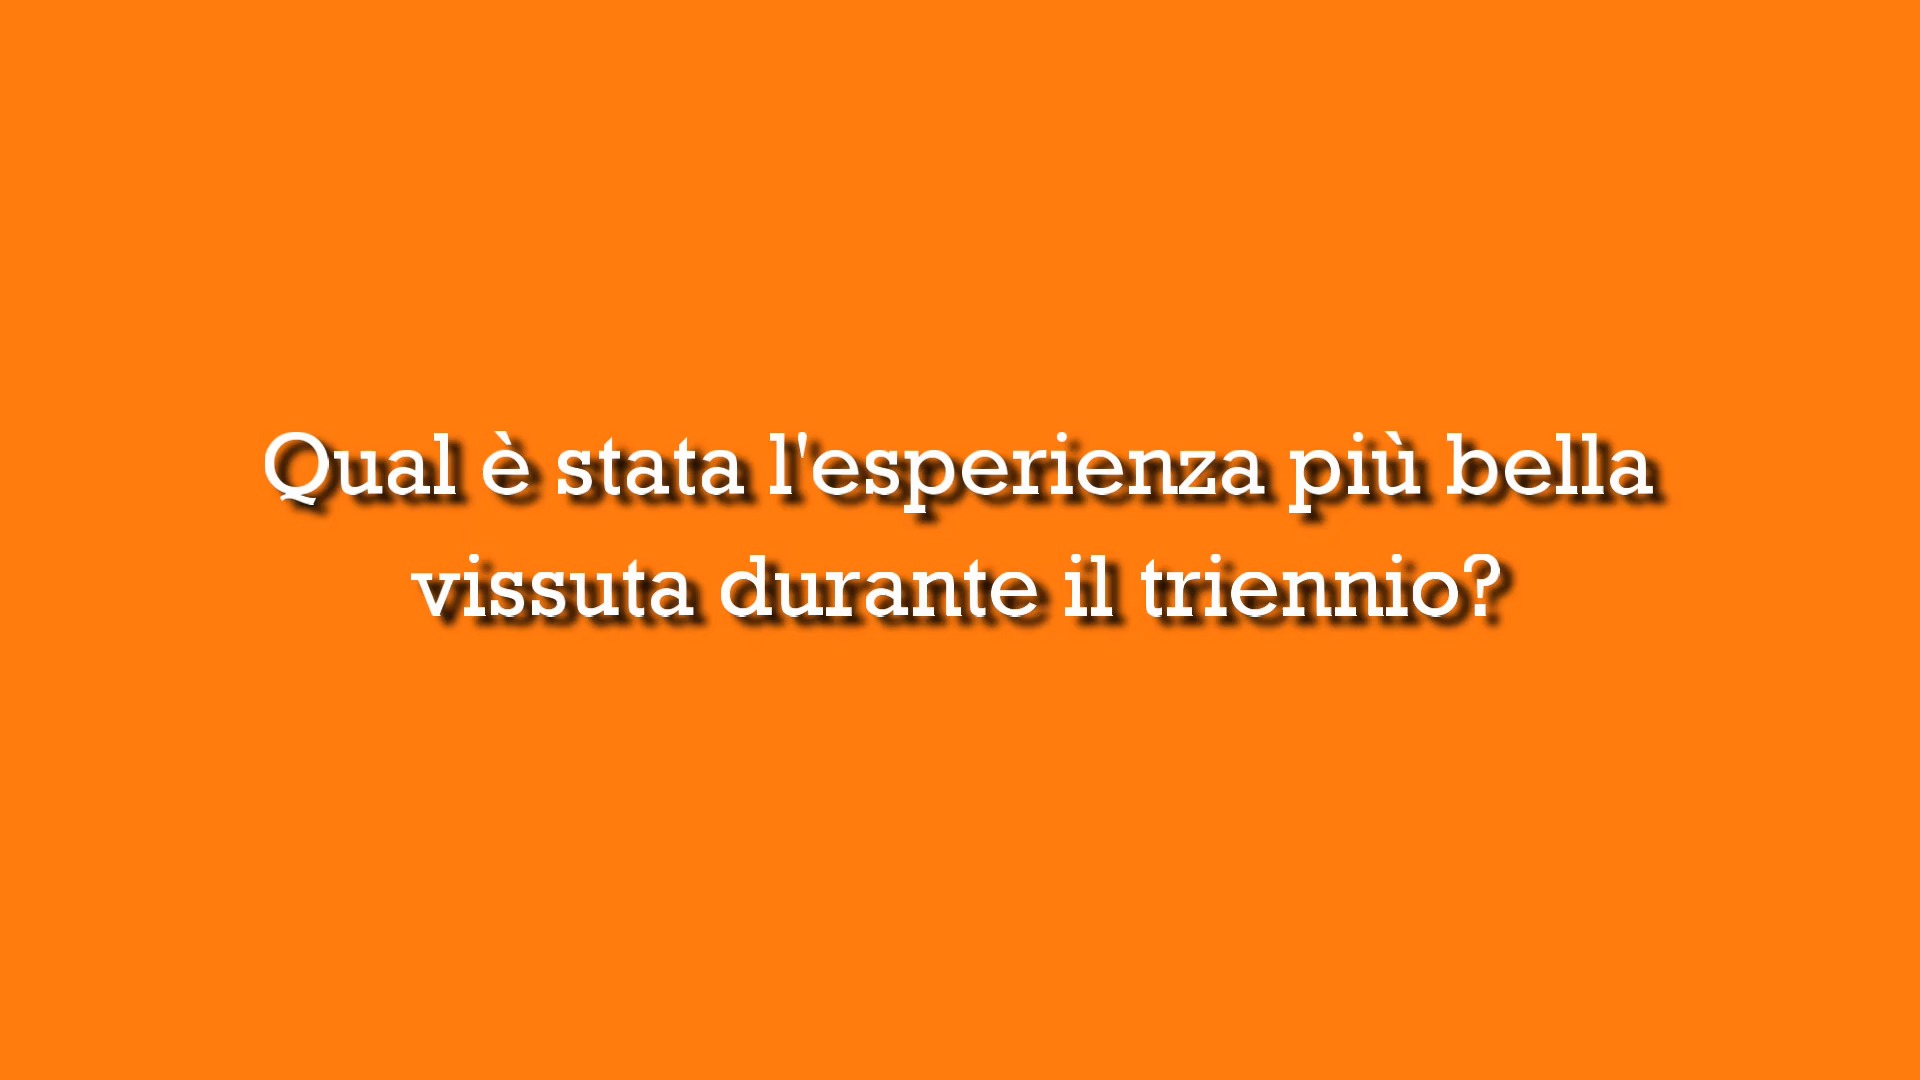 Qual è stata l'esperienza più bella
vissuta durante il triennio?